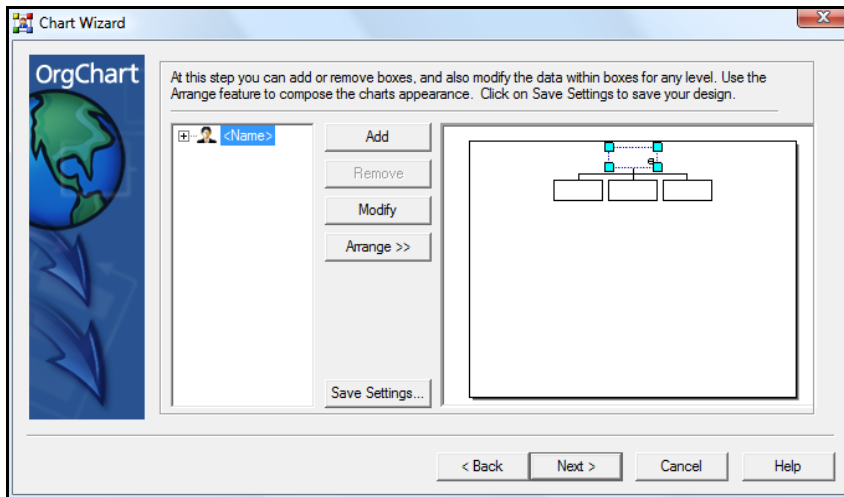 Chart Wizard
X
OrgChart
At this step you can add or remove boxes, and also modify the data within boxes for any level. Use the
Arrange feature to compose the charts appearance. Click on Save Settings to save your design.
<Name>
Add
Remove
Modify
Arrange >>
Save Settings...
e
< Back
Next >
Cancel
Help